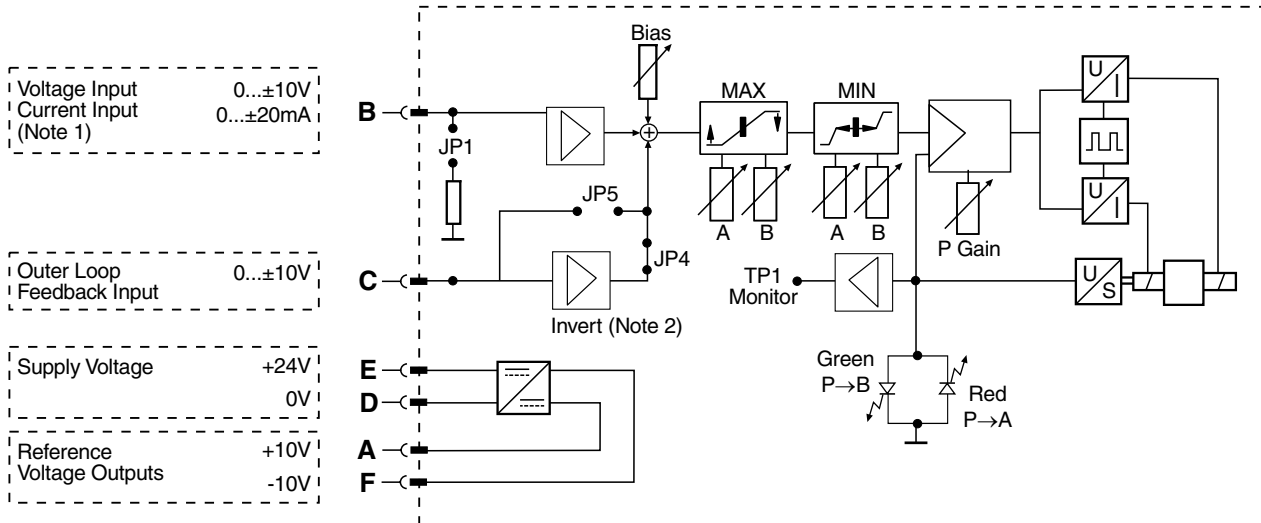 Voltage Input 0...±10V
Current Input 0...±20mA
(Note 1)
B
JP1
Bias
MAX
MIN
A B
A B
P Gain
U
I
U
I
JP5
JP4
Outer Loop 0...±10V
Feedback Input
C
Invert (Note 2)
TP1
Monitor
U
S
Green
P→B
Red
P→A
Supply Voltage +24V
0V
E
D
Reference +10V
Voltage Outputs
-10V
A
F